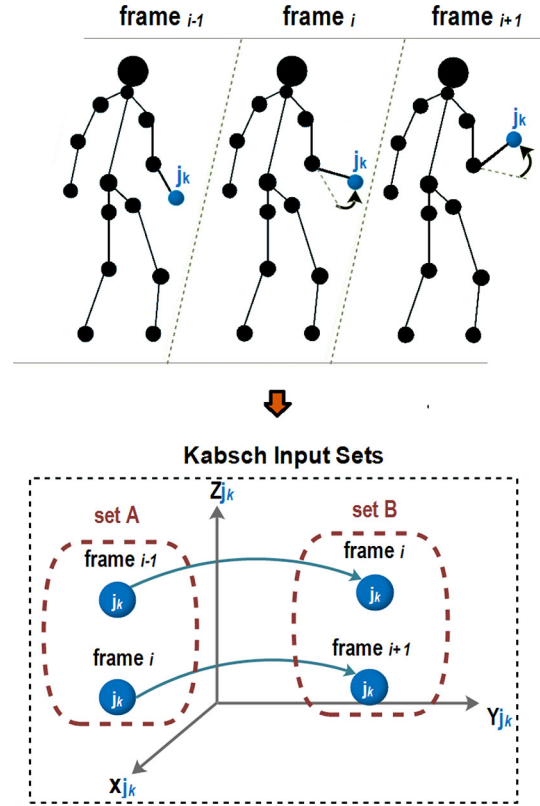 frame i-1 frame i frame i+1
jk jk jk
Kabsch Input Sets
Zjk
set A set B
frame i-1 frame i
jk jk
frame i frame i+1
jk jk
Yjk
Xjk